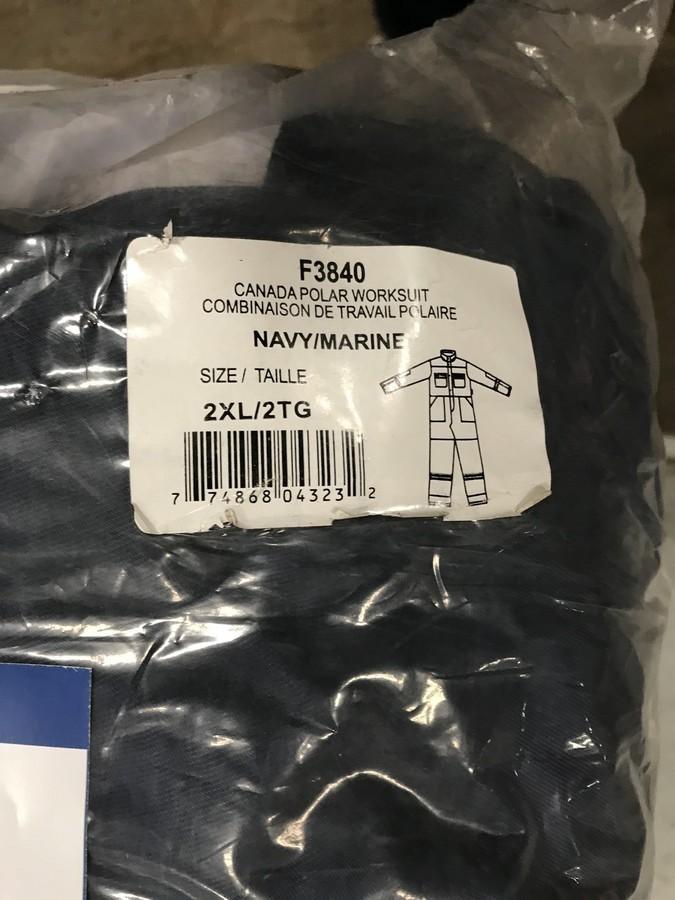 F3840
CANADA POLAR WORKSUIT
COMBINAISON DE TRAVAIL POLAIRE
NAVY/MARINE
SIZE / TAILLE
2XL/2TG
7 74868 04323 2